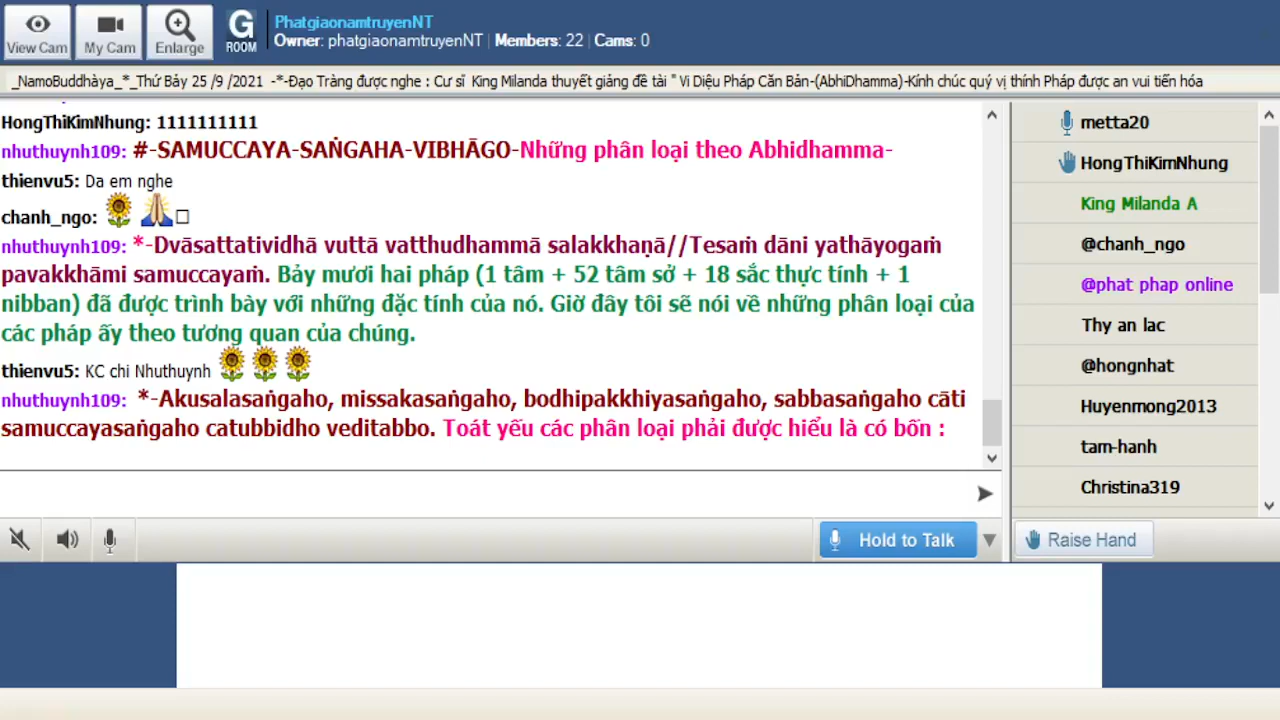 View Cam
My Cam
Enlarge
G
ROOM
PhatgiaonamtruyenNT
Owner: phatgiaonamtruyenNT | Members: 22 | Cams: 0
_NamoBuddhàya_*_Thứ Bảy 25 /9 /2021 -*-Đạo Tràng được nghe : Cư sĩ King Milanda thuyết giảng đề tài " Vi Diệu Pháp Căn Bản-(AbhiDhamma)-Kính chúc quý vị thính Pháp được an vui tiến hóa
HongThiKimNhung: 1111111111
nhuthuynh109: #-SAMUCCAYA-SAṄGAHA-VIBHĀGO-Những phân loại theo Abhidhamma-
thienvu5: Da em nghe
chanh_ngo:
nhuthuynh109: *-Dvāsattatividhā vuttā vatthudhammā salakkhaṇā//Tesaṁ dāni yathāyogaṁ
pavakkhāmi samuccayaṁ. Bảy mươi hai pháp (1 tâm + 52 tâm sở + 18 sắc thực tính + 1
nibban) đã được trình bày với những đặc tính của nó. Giờ đây tôi sẽ nói về những phân loại của
các pháp ấy theo tương quan của chúng.
thienvu5: KC chi Nhuthuynh
nhuthuynh109: *-Akusalasaṅgaho, missakasaṅgaho, bodhipakkhiyasaṅgaho, sabbasaṅgaho cāti
samuccayasaṅgaho catubbidho veditabbo. Toát yếu các phân loại phải được hiểu là có bốn :
metta20
HongThiKimNhung
King Milanda A
@chanh_ngo
@phat phap online
Thy an lac
@hongnhat
Huyenmong2013
tam-hanh
Christina319
Hold to Talk
Raise Hand